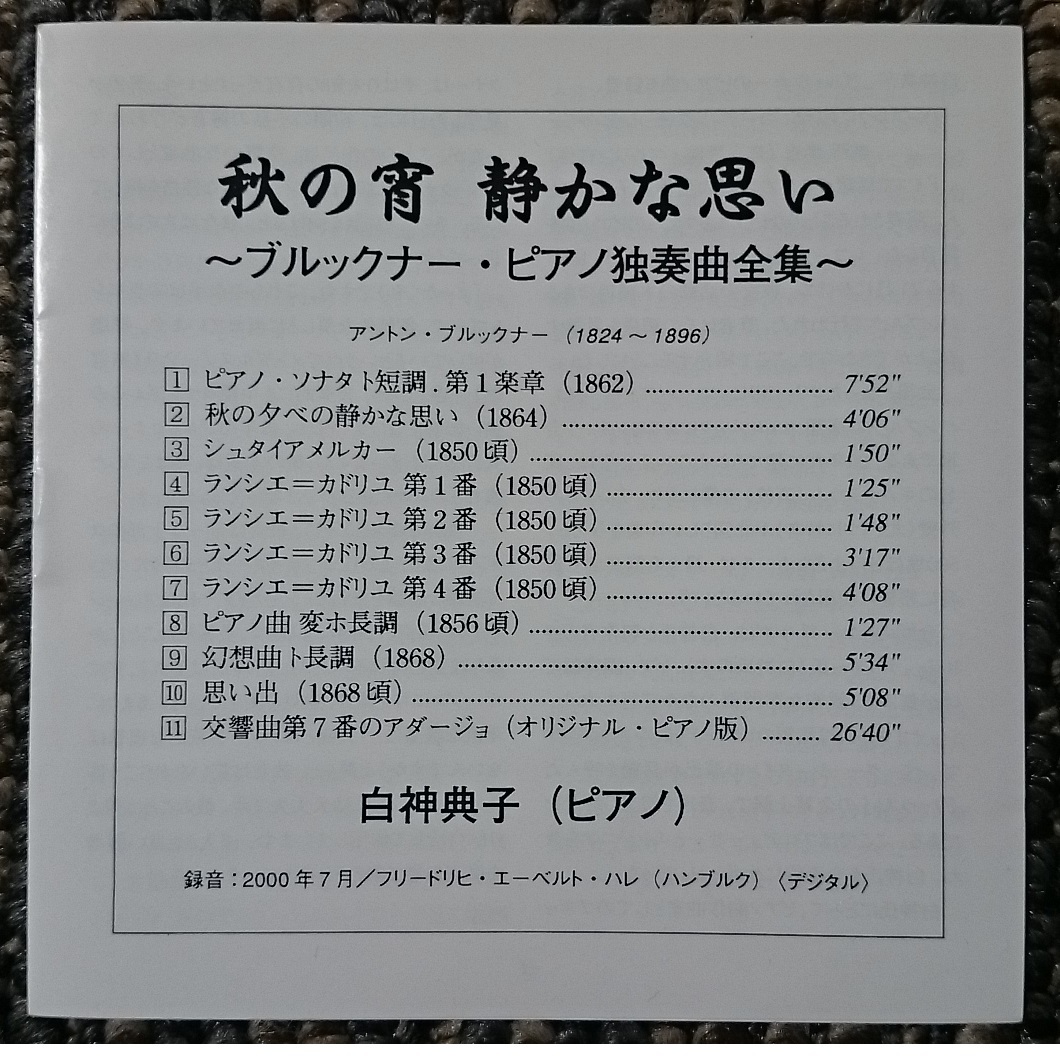 秋の宵 静かな思い
～ブルックナー・ピアノ独奏曲全集～
アントン・ブルックナー (1824～1896)
1 ピアノ・ソナタト短調.第1楽章 (1862) .......... 7'52"
2 秋の夕べの静かな思い (1864) .......... 4'06"
3 シュタイアメルカー (1850頃) .......... 1'50"
4 ランシエ＝カドリユ 第1番 (1850頃) .......... 1'25"
5 ランシエ＝カドリユ 第2番 (1850頃) .......... 1'48"
6 ランシエ＝カドリユ 第3番 (1850頃) .......... 3'17"
7 ランシエ＝カドリユ 第4番 (1850頃) .......... 4'08"
8 ピアノ曲 変ホ長調 (1856頃) .......... 1'27"
9 幻想曲ト長調 (1868) .......... 5'34"
10 思い出 (1868頃) .......... 5'08"
11 交響曲第7番のアダージョ (オリジナル・ピアノ版) ......... 26'40"
白神典子 (ピアノ)
録音：2000年7月／フリードリヒ・エーベルト・ハレ (ハンブルク) 〈デジタル〉